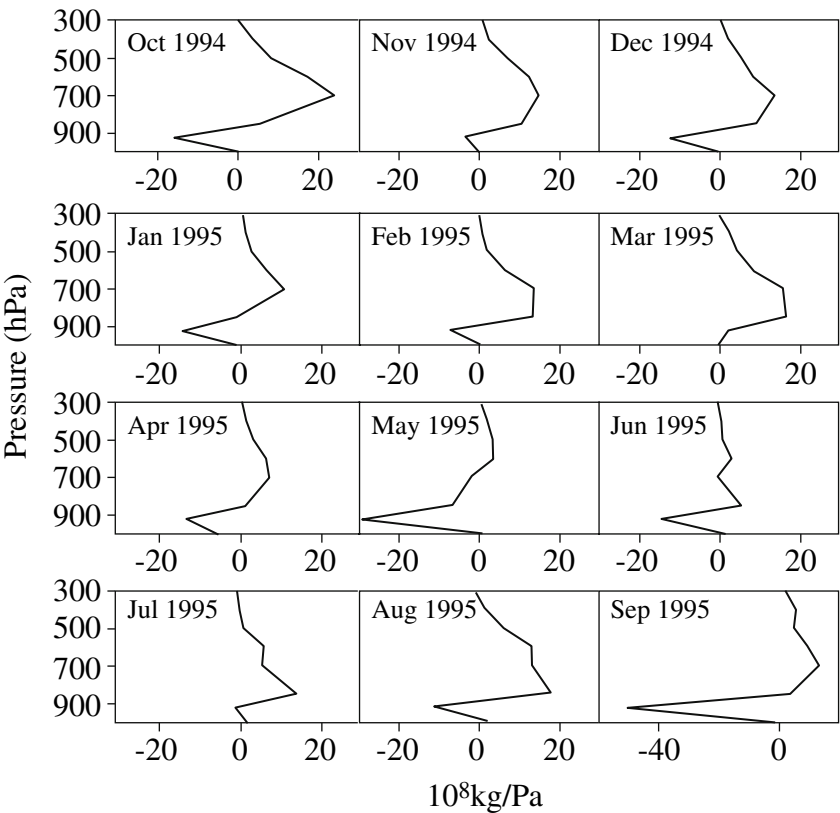 300
500
700
900
Oct 1994
Nov 1994
Dec 1994
-20 0 20
-20 0 20
-20 0 20
300
500
700
900
Jan 1995
Feb 1995
Mar 1995
-20 0 20
-20 0 20
-20 0 20
Pressure (hPa)
300
500
700
900
Apr 1995
May 1995
Jun 1995
-20 0 20
-20 0 20
-20 0 20
300
500
700
900
Jul 1995
Aug 1995
Sep 1995
-20 0 20
-20 0 20
-40 0
10⁸kg/Pa